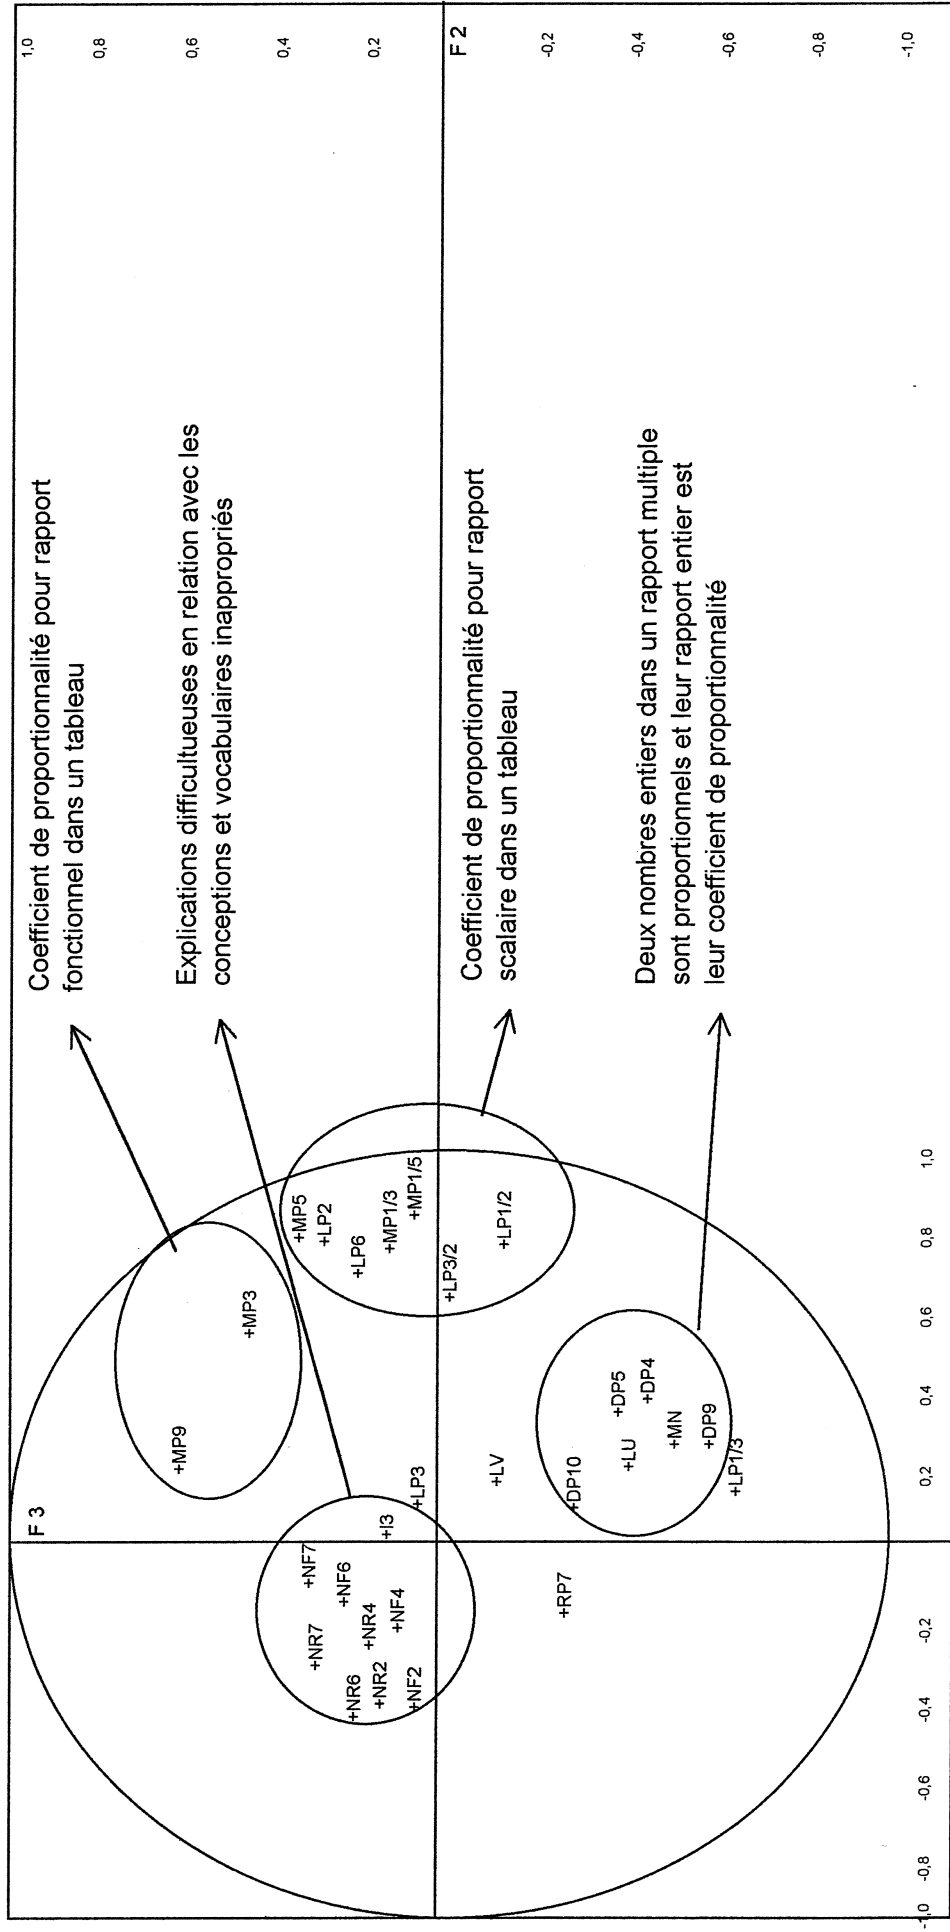 F 3
F 2
Coefficient de proportionnalité pour rapport
fonctionnel dans un tableau
Explications difficultueuses en relation avec les
conceptions et vocabulaires inappropriés
Coefficient de proportionnalité pour rapport
scalaire dans un tableau
Deux nombres entiers dans un rapport multiple
sont proportionnels et leur rapport entier est
leur coefficient de proportionnalité
+MP9
+MP3
+MP5
+LP2
+LP6
+MP1/3
+MP1/5
+LP3/2
+LP1/2
+NF7
+NR7
+NF6
+I3
+NR6
+NR4
+NR2
+NF4
+NF2
+LP3
+LV
+RP7
+DP10
+DP5
+LU
+DP4
+MN
+DP9
+LP1/3
1,0
0,8
0,6
0,4
0,2
-0,2
-0,4
-0,6
-0,8
-1,0
-1,0
-0,8
-0,6
-0,4
-0,2
0,2
0,4
0,6
0,8
1,0